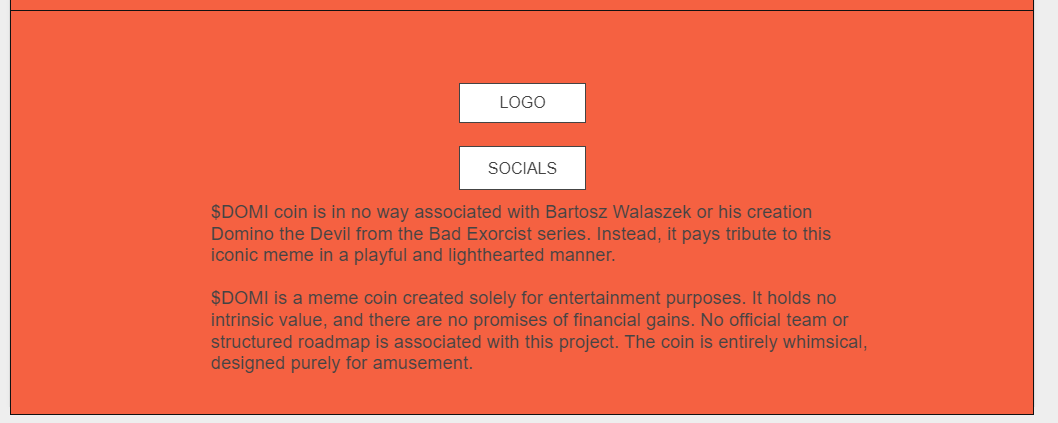 LOGO
SOCIALS
$DOMI coin is in no way associated with Bartosz Walaszek or his creation
Domino the Devil from the Bad Exorcist series. Instead, it pays tribute to this
iconic meme in a playful and lighthearted manner.
$DOMI is a meme coin created solely for entertainment purposes. It holds no
intrinsic value, and there are no promises of financial gains. No official team or
structured roadmap is associated with this project. The coin is entirely whimsical,
designed purely for amusement.